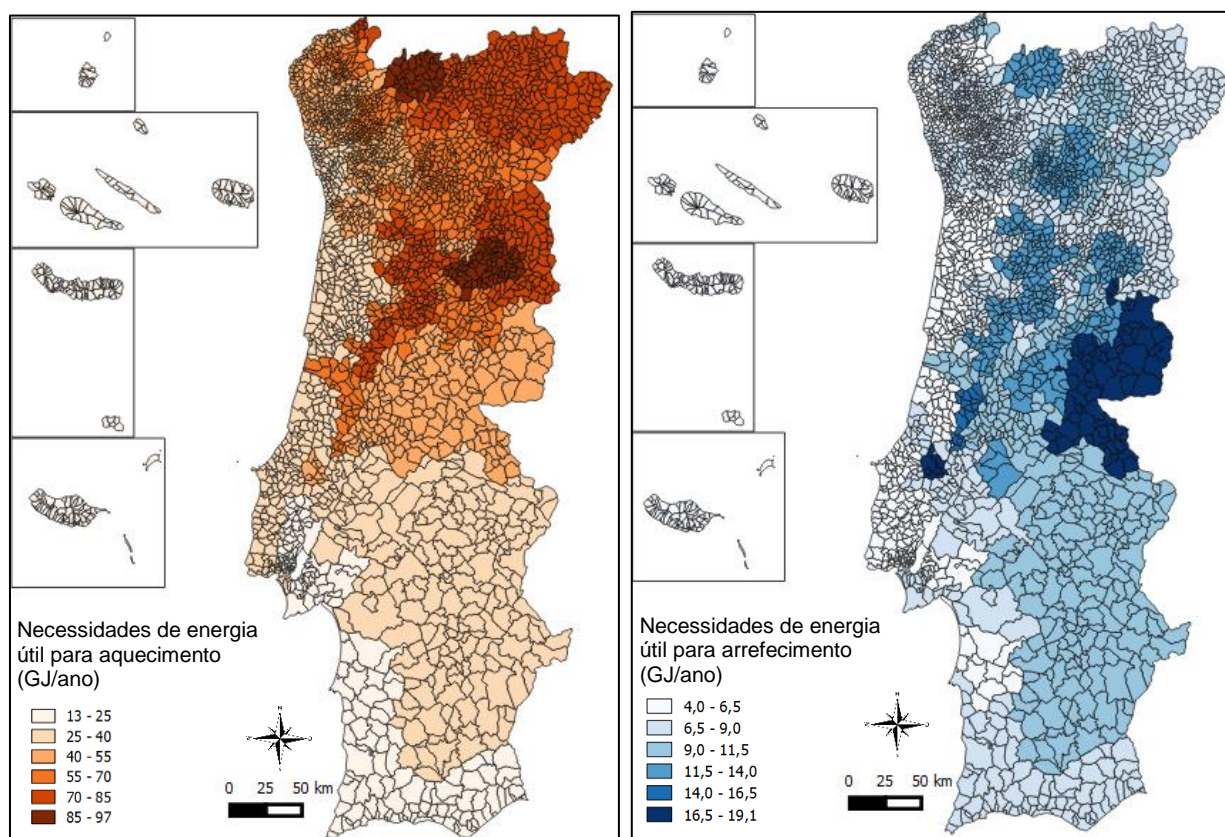 Necessidades de energia
útil para aquecimento
(GJ/ano)
13 - 25
25 - 40
40 - 55
55 - 70
70 - 85
85 - 97
N
0 25 50 km
Necessidades de energia
útil para arrefecimento
(GJ/ano)
4,0 - 6,5
6,5 - 9,0
9,0 - 11,5
11,5 - 14,0
14,0 - 16,5
16,5 - 19,1
N
0 25 50 km